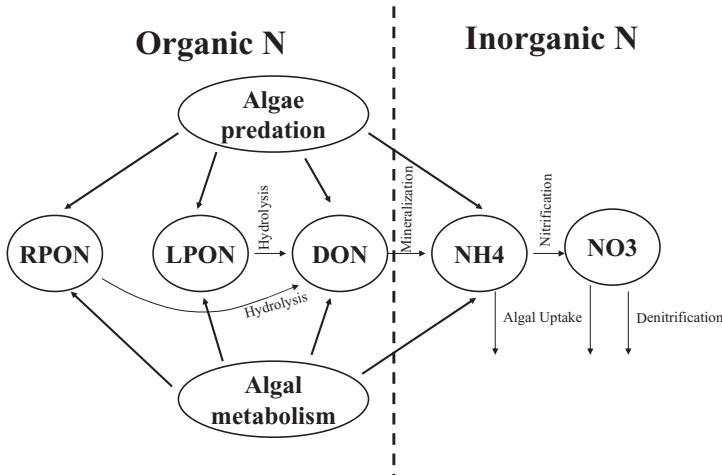 Organic N
Inorganic N
Algae
predation
Hydrolysis
Mineralization
Nitrification
RPON
LPON
DON
NH4
NO3
Hydrolysis
Algal Uptake
Denitrification
Algal
metabolism